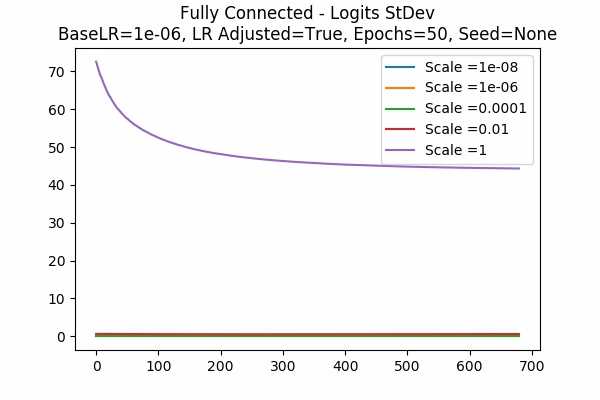 Fully Connected - Logits StDev
BaseLR=1e-06, LR Adjusted=True, Epochs=50, Seed=None
70
60
50
40
30
20
10
0
Scale =1e-08
Scale =1e-06
Scale =0.0001
Scale =0.01
Scale =1
0 100 200 300 400 500 600 700